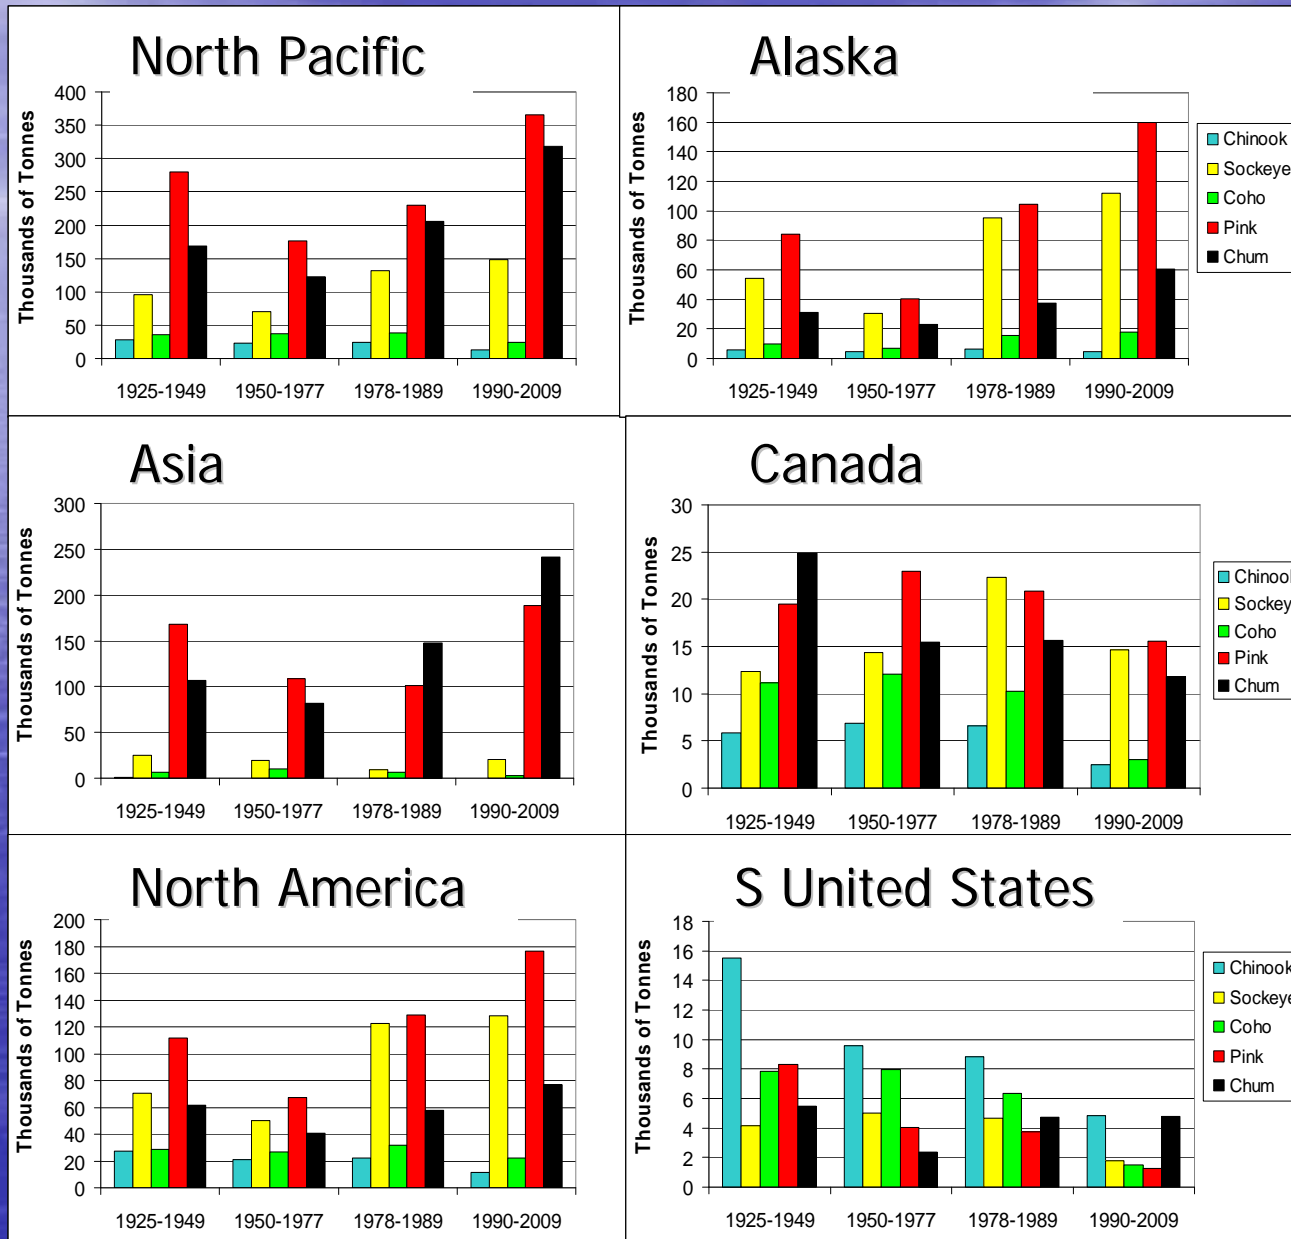 North Pacific
Thousands of Tonnes
400
350
300
250
200
150
100
50
0
1925-1949 1950-1977 1978-1989 1990-2009
Alaska
Thousands of Tonnes
180
160
140
120
100
80
60
40
20
0
1925-1949 1950-1977 1978-1989 1990-2009
Chinook
Sockeye
Coho
Pink
Chum
Asia
Thousands of Tonnes
300
250
200
150
100
50
0
1925-1949 1950-1977 1978-1989 1990-2009
Canada
Thousands of Tonnes
30
25
20
15
10
5
0
1925-1949 1950-1977 1978-1989 1990-2009
Chinook
Sockey
Coho
Pink
Chum
North America
Thousands of Tonnes
200
180
160
140
120
100
80
60
40
20
0
1925-1949 1950-1977 1978-1989 1990-2009
S United States
Thousands of Tonnes
18
16
14
12
10
8
6
4
2
0
1925-1949 1950-1977 1978-1989 1990-2009
Chinook
Sockeye
Coho
Pink
Chum